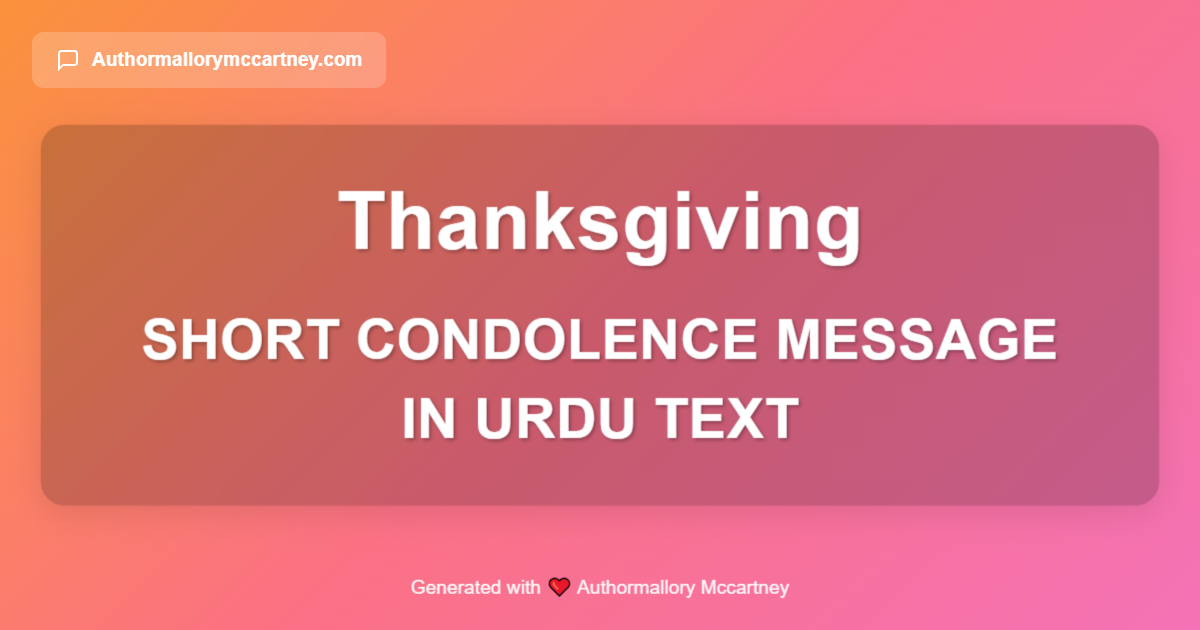 Authormallorymccartney.com
Thanksgiving
SHORT CONDOLENCE MESSAGE
IN URDU TEXT
Generated with ❤️ Authormallory Mccartney